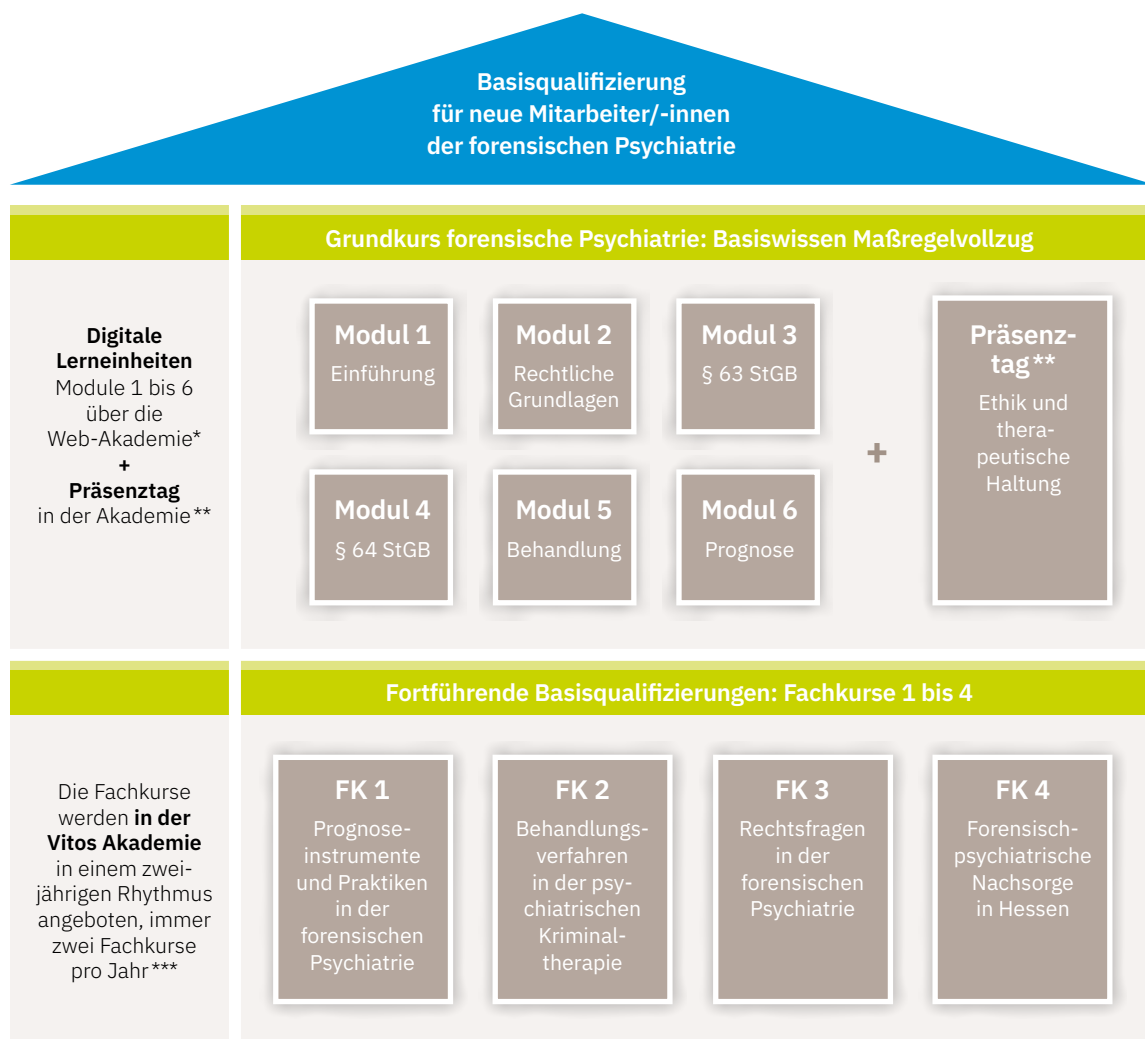 Basisqualifizierung
für neue Mitarbeiter/-innen
der forensischen Psychiatrie
Grundkurs forensische Psychiatrie: Basiswissen Maßregelvollzug
Digitale
Lerneinheiten
Module 1 bis 6
über die
Web-Akademie*
+
Präsenztag
in der Akademie**
Modul 1
Einführung
Modul 2
Rechtliche
Grundlagen
Modul 3
§ 63 StGB
Modul 4
§ 64 StGB
Modul 5
Behandlung
Modul 6
Prognose
+
Präsenz-
tag**
Ethik und
thera-
peutische
Haltung
Fortführende Basisqualifizierungen: Fachkurse 1 bis 4
Die Fachkurse
werden in der
Vitos Akademie
in einem zwei-
jährigen Rhythmus
angeboten, immer
zwei Fachkurse
pro Jahr***
FK 1
Prognose-
instrumente
und Praktiken
in der
forensischen
Psychiatrie
FK 2
Behandlungs-
verfahren
in der psy-
chiatrischen
Kriminal-
therapie
FK 3
Rechtsfragen
in der
forensischen
Psychiatrie
FK 4
Forensisch-
psychiatrische
Nachsorge
in Hessen